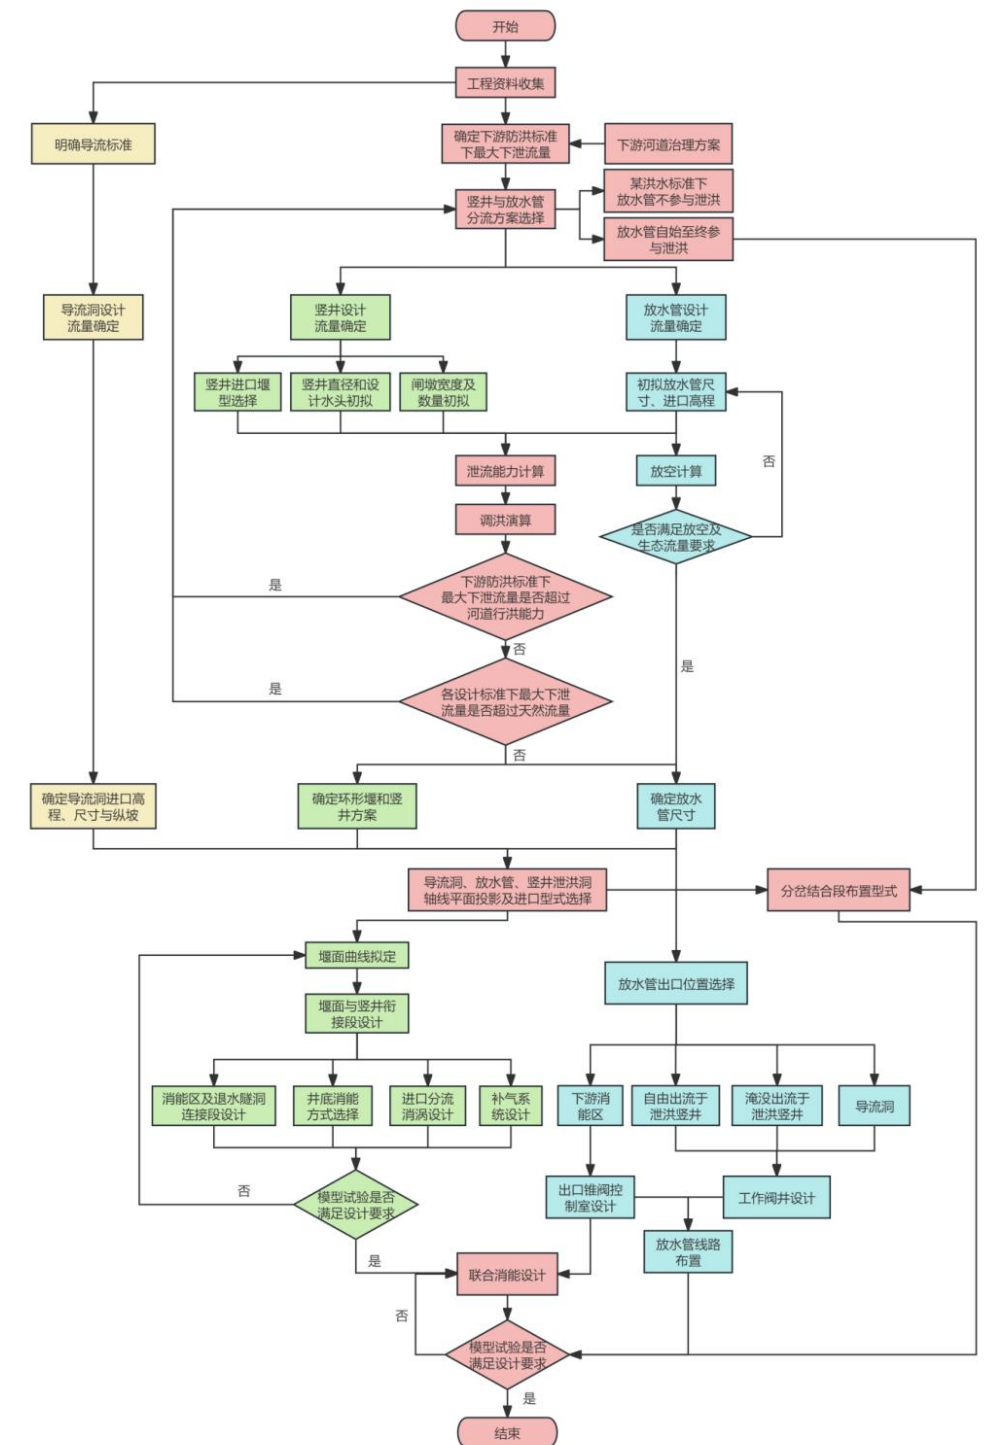 开始
工程资料收集
明确导流标准
确定下游防洪标准
下最大下泄流量
下游河道治理方案
竖井与放水管
分流方案选择
某洪水标准下
放水管不参与泄洪
放水管自始至终参
与泄洪
导流洞设计
流量确定
竖井设计
流量确定
放水管设计
流量确定
竖井进口堰
型选择
竖井直径和设
计水头初拟
闸墩宽度及
数量初拟
初拟放水管尺
寸、进口高程
否
泄流能力计算
放空计算
调洪演算
是否满足放空及
生态流量要求
是
下游防洪标准下
最大下泄流量是否超过
河道行洪能力
否
是
是
各设计标准下最大下泄
流量是否超过天然流量
否
确定导流洞进口高
程、尺寸与纵坡
确定环形堰和竖
井方案
确定放水
管尺寸
导流洞、放水管、竖井泄洪洞
轴线平面投影及进口型式选择
分岔结合段布置型式
堰面曲线拟定
放水管出口位置选择
堰面与竖井衔
接段设计
消能区及退水隧洞
连接段设计
井底消能
方式选择
进口分流
消涡设计
补气系
统设计
下游消
能区
自由出流于
泄洪竖井
淹没出流于
泄洪竖井
导流洞
否
模型试验是否
满足设计要求
出口锥阀控
制室设计
工作阀井设计
是
放水管线路
布置
联合消能设计
否
模型试验是否
满足设计要求
是
结束